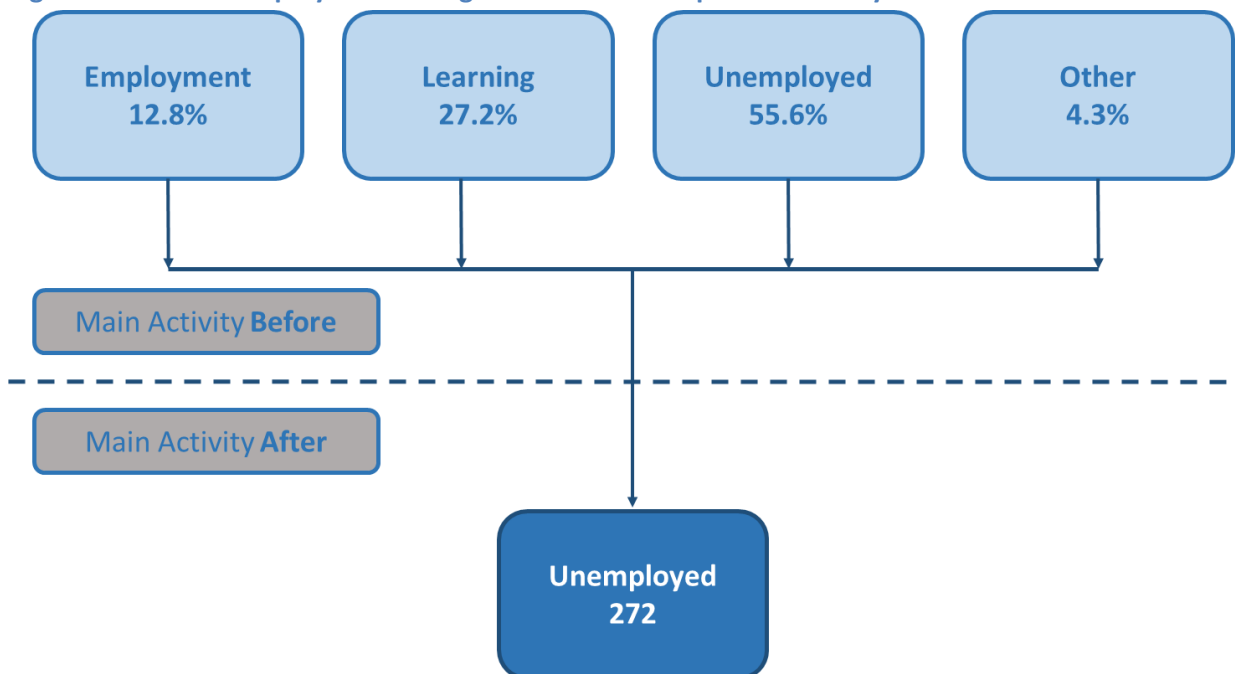 Employment
12.8%
Learning
27.2%
Unemployed
55.6%
Other
4.3%
Main Activity Before
Main Activity After
Unemployed
272